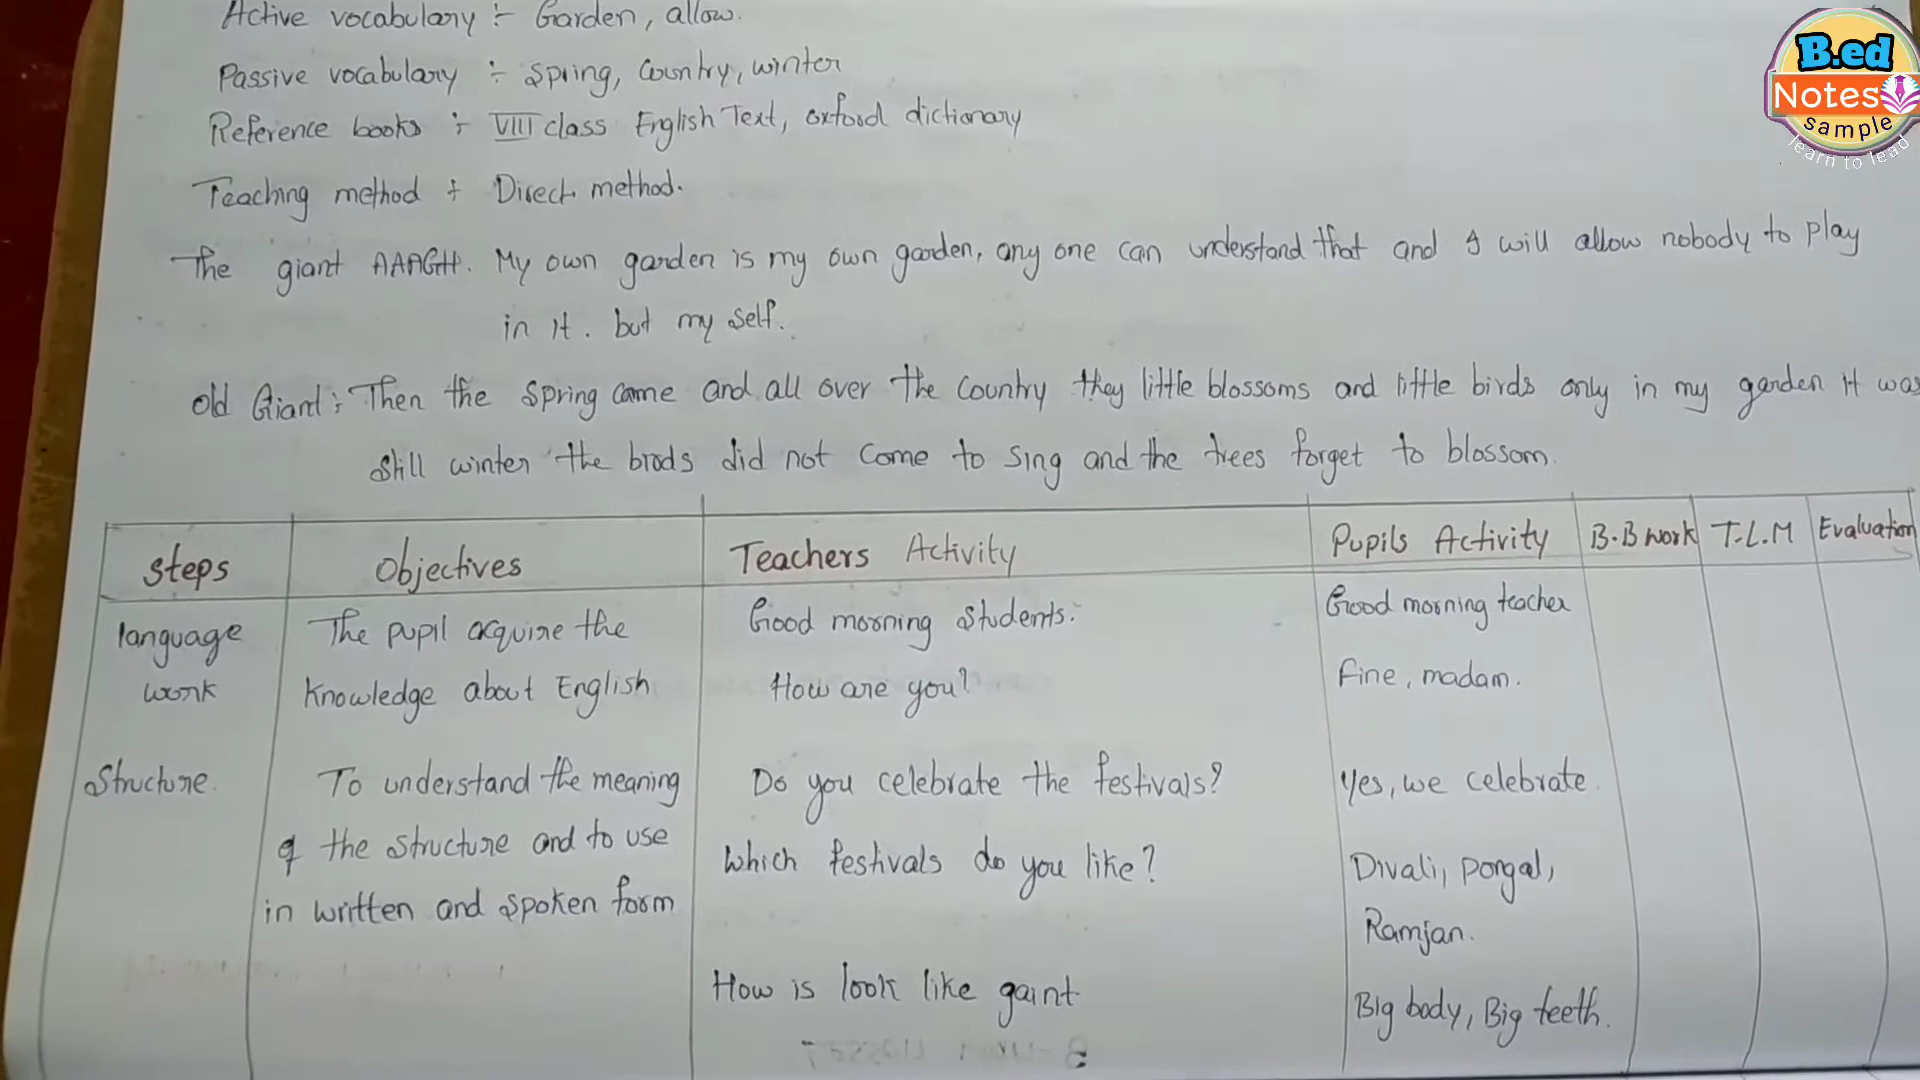 Active vocabulary :- Garden, allow.
Passive vocabulary :- Spring, Country, winter
Reference books :- VIII class English Text, oxford dictionary
Teaching method :- Direct method.
The giant AAAGH. My own garden is my own garden, any one can understand that and I will allow nobody to play
in it. but my self.
old Giant :- Then the Spring came and all over the Country they little blossoms and little birds only in my garden it was
still winter the birds did not come to sing and the trees forget to blossom.
Steps Objectives Teachers Activity Pupils Activity B.B work T.L.M Evaluation
language The pupil acquire the Good morning students. Good morning teacher
work Knowledge about English How are you? Fine, madam.
Structure. To understand the meaning Do you celebrate the festivals? Yes, we celebrate.
of the structure and to use Which festivals do you like? Divali, pongal,
in written and spoken form Ramjan.
How is look like gaint Big body, Big teeth.
B.ed
Notes
sample
learn to lead